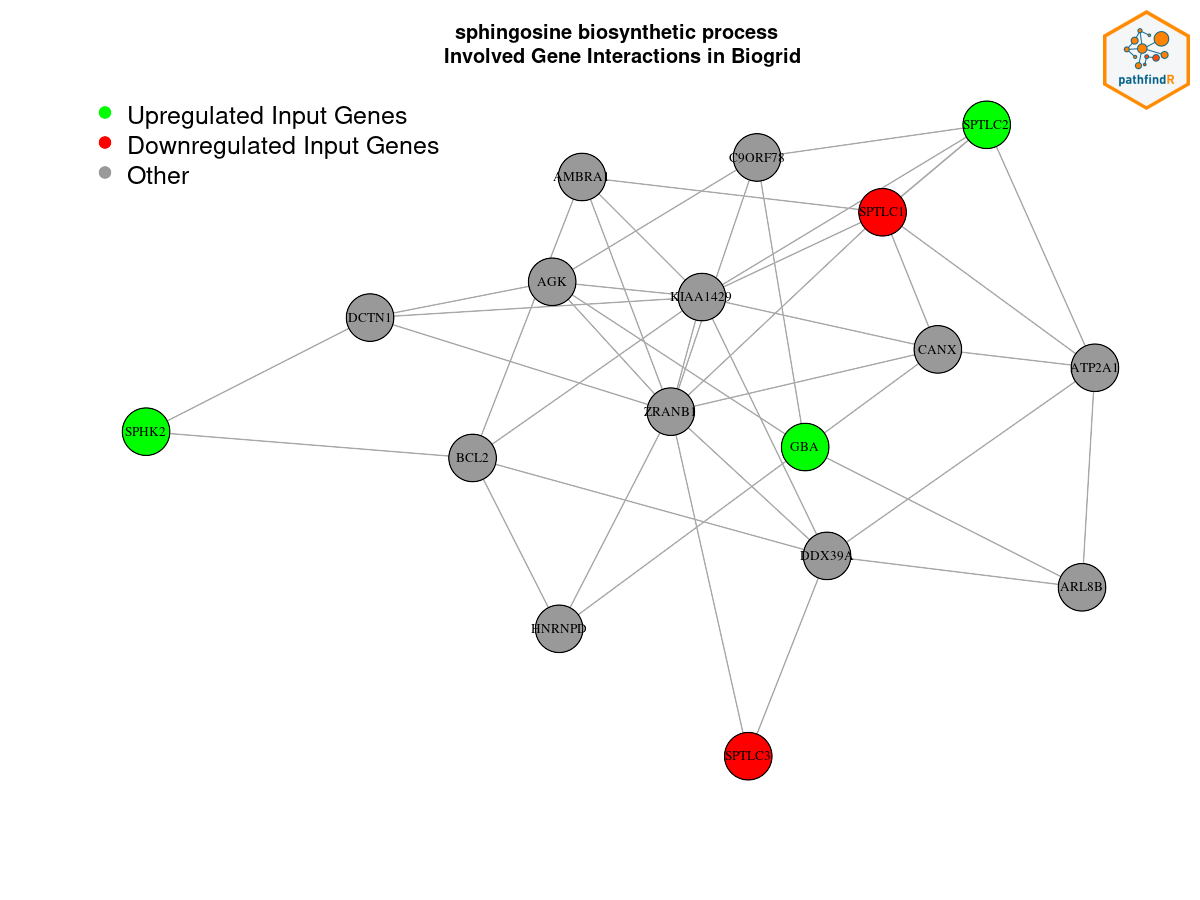 sphingosine biosynthetic process
Involved Gene Interactions in Biogrid
pathfindR
Upregulated Input Genes
Downregulated Input Genes
Other
SPTLC2
C9ORF78
AMBRA1
SPTLC1
AGK
KIAA1429
DCTN1
CANX
ATP2A1
ZRANB1
SPHK2
GBA
BCL2
DDX39A
ARL8B
HNRNPD
SPTLC3